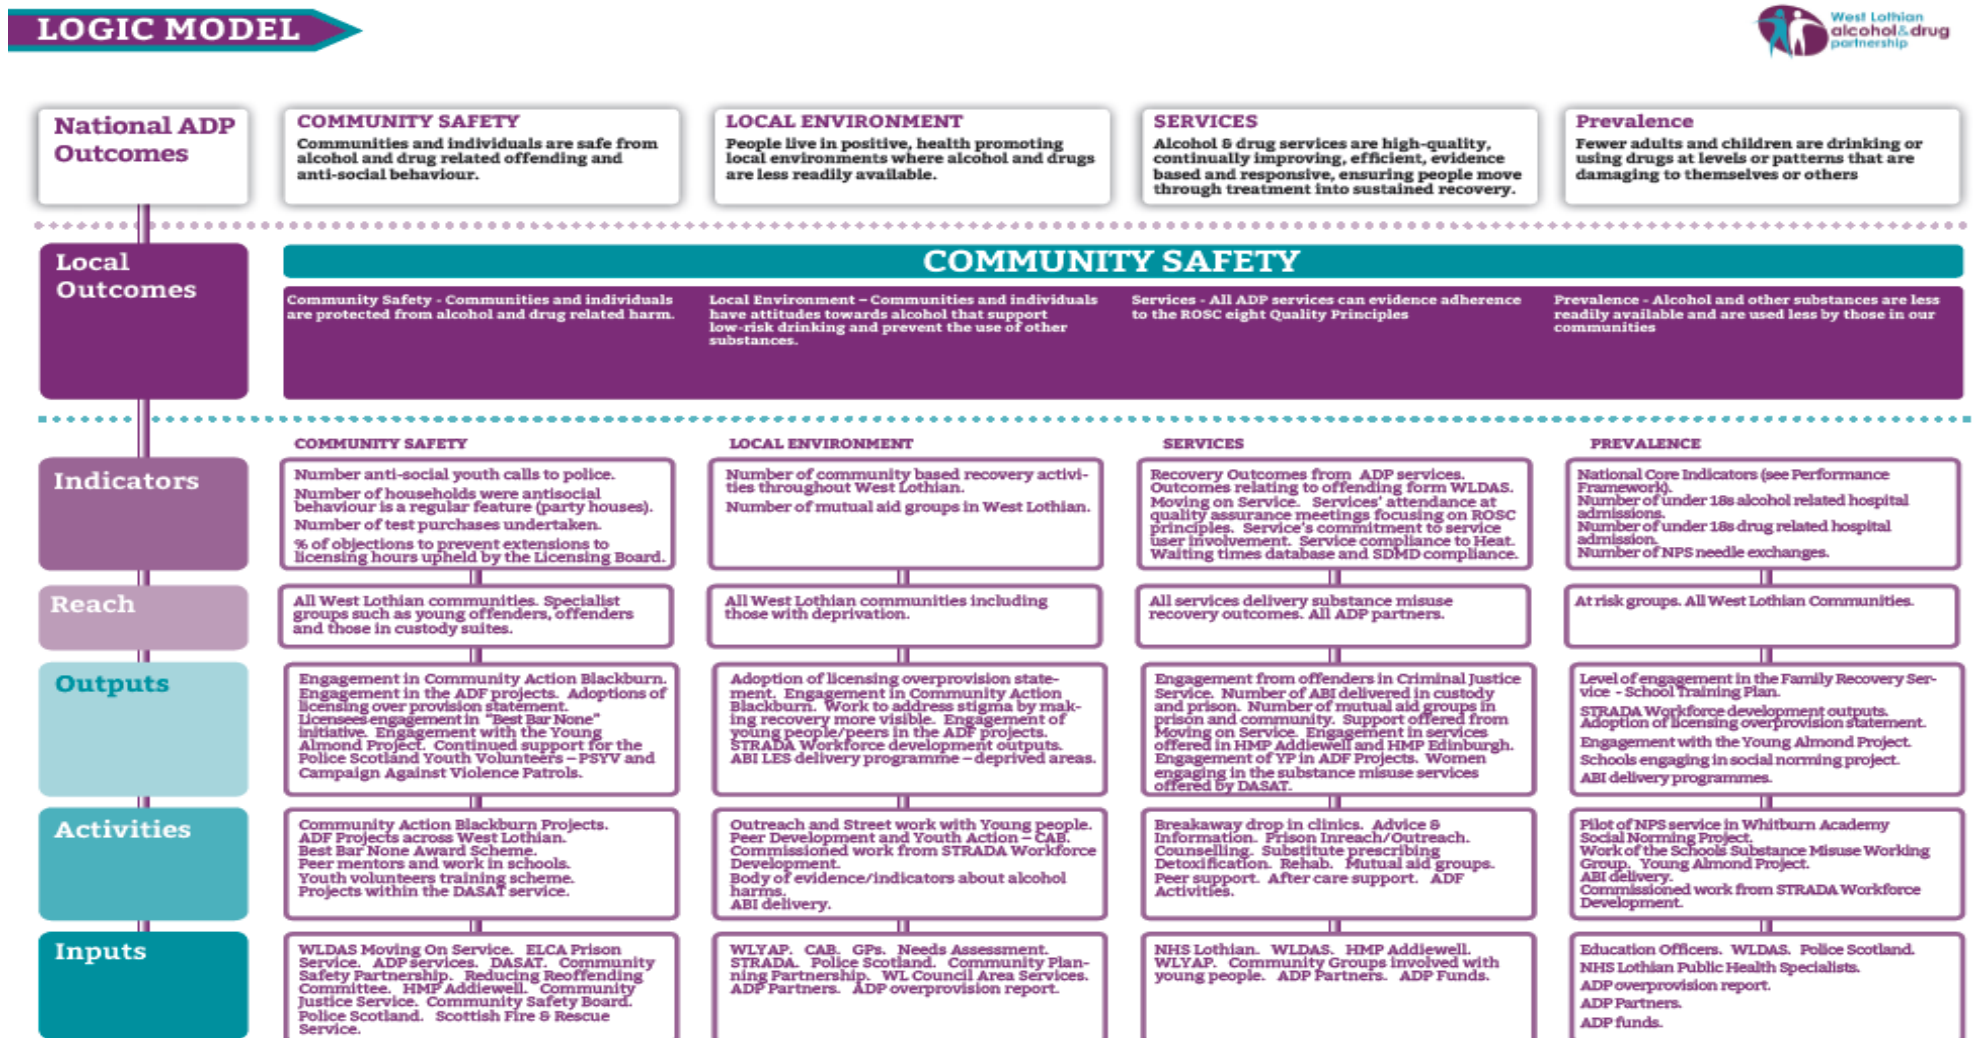 LOGIC MODEL
West Lothian
alcohol&drug
partnership
National ADP
Outcomes
COMMUNITY SAFETY
Communities and individuals are safe from
alcohol and drug related offending and
anti-social behaviour.
LOCAL ENVIRONMENT
People live in positive, health promoting
local environments where alcohol and drugs
are less readily available.
SERVICES
Alcohol & drug services are high-quality,
continually improving, efficient, evidence
based and responsive, ensuring people move
through treatment into sustained recovery.
Prevalence
Fewer adults and children are drinking or
using drugs at levels or patterns that are
damaging to themselves or others
Local
Outcomes
COMMUNITY SAFETY
Community Safety - Communities and individuals
are protected from alcohol and drug related harm.
Local Environment – Communities and individuals
have attitudes towards alcohol that support
low-risk drinking and prevent the use of other
substances.
Services - All ADP services can evidence adherence
to the ROSC eight Quality Principles
Prevalence - Alcohol and other substances are less
readily available and are used less by those in our
communities
Indicators
COMMUNITY SAFETY
Number anti-social youth calls to police.
Number of households were antisocial
behaviour is a regular feature (party houses).
Number of test purchases undertaken.
% of objections to prevent extensions to
licensing hours upheld by the Licensing Board.
LOCAL ENVIRONMENT
Number of community based recovery activi-
ties throughout West Lothian.
Number of mutual aid groups in West Lothian.
SERVICES
Recovery Outcomes from ADP services.
Outcomes relating to offending form WLDAS.
Moving on Service. Services' attendance at
quality assurance meetings focusing on ROSC
principles. Service's commitment to service
user involvement. Service compliance to Heat.
Waiting times database and SDMD compliance.
PREVALENCE
National Core Indicators (see Performance
Framework).
Number of under 18s alcohol related hospital
admissions.
Number of under 18s drug related hospital
admission.
Number of NPS needle exchanges.
Reach
All West Lothian communities. Specialist
groups such as young offenders, offenders
and those in custody suites.
All West Lothian communities including
those with deprivation.
All services delivery substance misuse
recovery outcomes. All ADP partners.
At risk groups. All West Lothian Communities.
Outputs
Engagement in Community Action Blackburn.
Engagement in the ADF projects. Adoptions of
licensing over provision statement.
Licensees engagement in "Best Bar None"
initiative. Engagement with the Young
Almond Project. Continued support for the
Police Scotland Youth Volunteers – PSYV and
Campaign Against Violence Patrols.
Adoption of licensing overprovision state-
ment. Engagement in Community Action
Blackburn. Work to address stigma by mak-
ing recovery more visible. Engagement of
young people/peers in the ADF projects.
STRADA Workforce development outputs.
ABI LES delivery programme – deprived areas.
Engagement from offenders in Criminal Justice
Service. Number of ABI delivered in custody
and prison. Number of mutual aid groups in
prison and community. Support offered from
Moving on Service. Engagement in services
offered in HMP Addiewell and HMP Edinburgh.
Engagement of YP in ADF Projects. Women
engaging in the substance misuse services
offered by DASAT.
Level of engagement in the Family Recovery Ser-
vice - School Training Plan.
STRADA Workforce development outputs.
Adoption of licensing overprovision statement.
Engagement with the Young Almond Project.
Schools engaging in social norming project.
ABI delivery programmes.
Activities
Community Action Blackburn Projects.
ADF Projects across West Lothian.
Best Bar None Award Scheme.
Peer mentors and work in schools.
Youth volunteers training scheme.
Projects within the DASAT service.
Outreach and Street work with Young people.
Peer Development and Youth Action – CAB.
Commissioned work from STRADA Workforce
Development.
Body of evidence/indicators about alcohol
harms.
ABI delivery.
Breakaway drop in clinics. Advice &
Information. Prison Inreach/Outreach.
Counselling. Substitute prescribing
Detoxification. Rehab. Mutual aid groups.
Peer support. After care support. ADF
Activities.
Pilot of NPS service in Whitburn Academy
Social Norming Project.
Work of the Schools Substance Misuse Working
Group. Young Almond Project.
ABI delivery.
Commissioned work from STRADA Workforce
Development.
Inputs
WLDAS Moving On Service. ELCA Prison
Service. ADP services. DASAT. Community
Safety Partnership. Reducing Reoffending
Committee. HMP Addiewell. Community
Justice Service. Community Safety Board.
Police Scotland. Scottish Fire & Rescue
Service.
WLYAP. CAB. GPs. Needs Assessment.
STRADA. Police Scotland. Community Plan-
ning Partnership. WL Council Area Services.
ADP Partners. ADP overprovision report.
NHS Lothian. WLDAS. HMP Addiewell.
WLYAP. Community Groups involved with
young people. ADP Partners. ADP Funds.
Education Officers. WLDAS. Police Scotland.
NHS Lothian Public Health Specialists.
ADP overprovision report.
ADP Partners.
ADP funds.